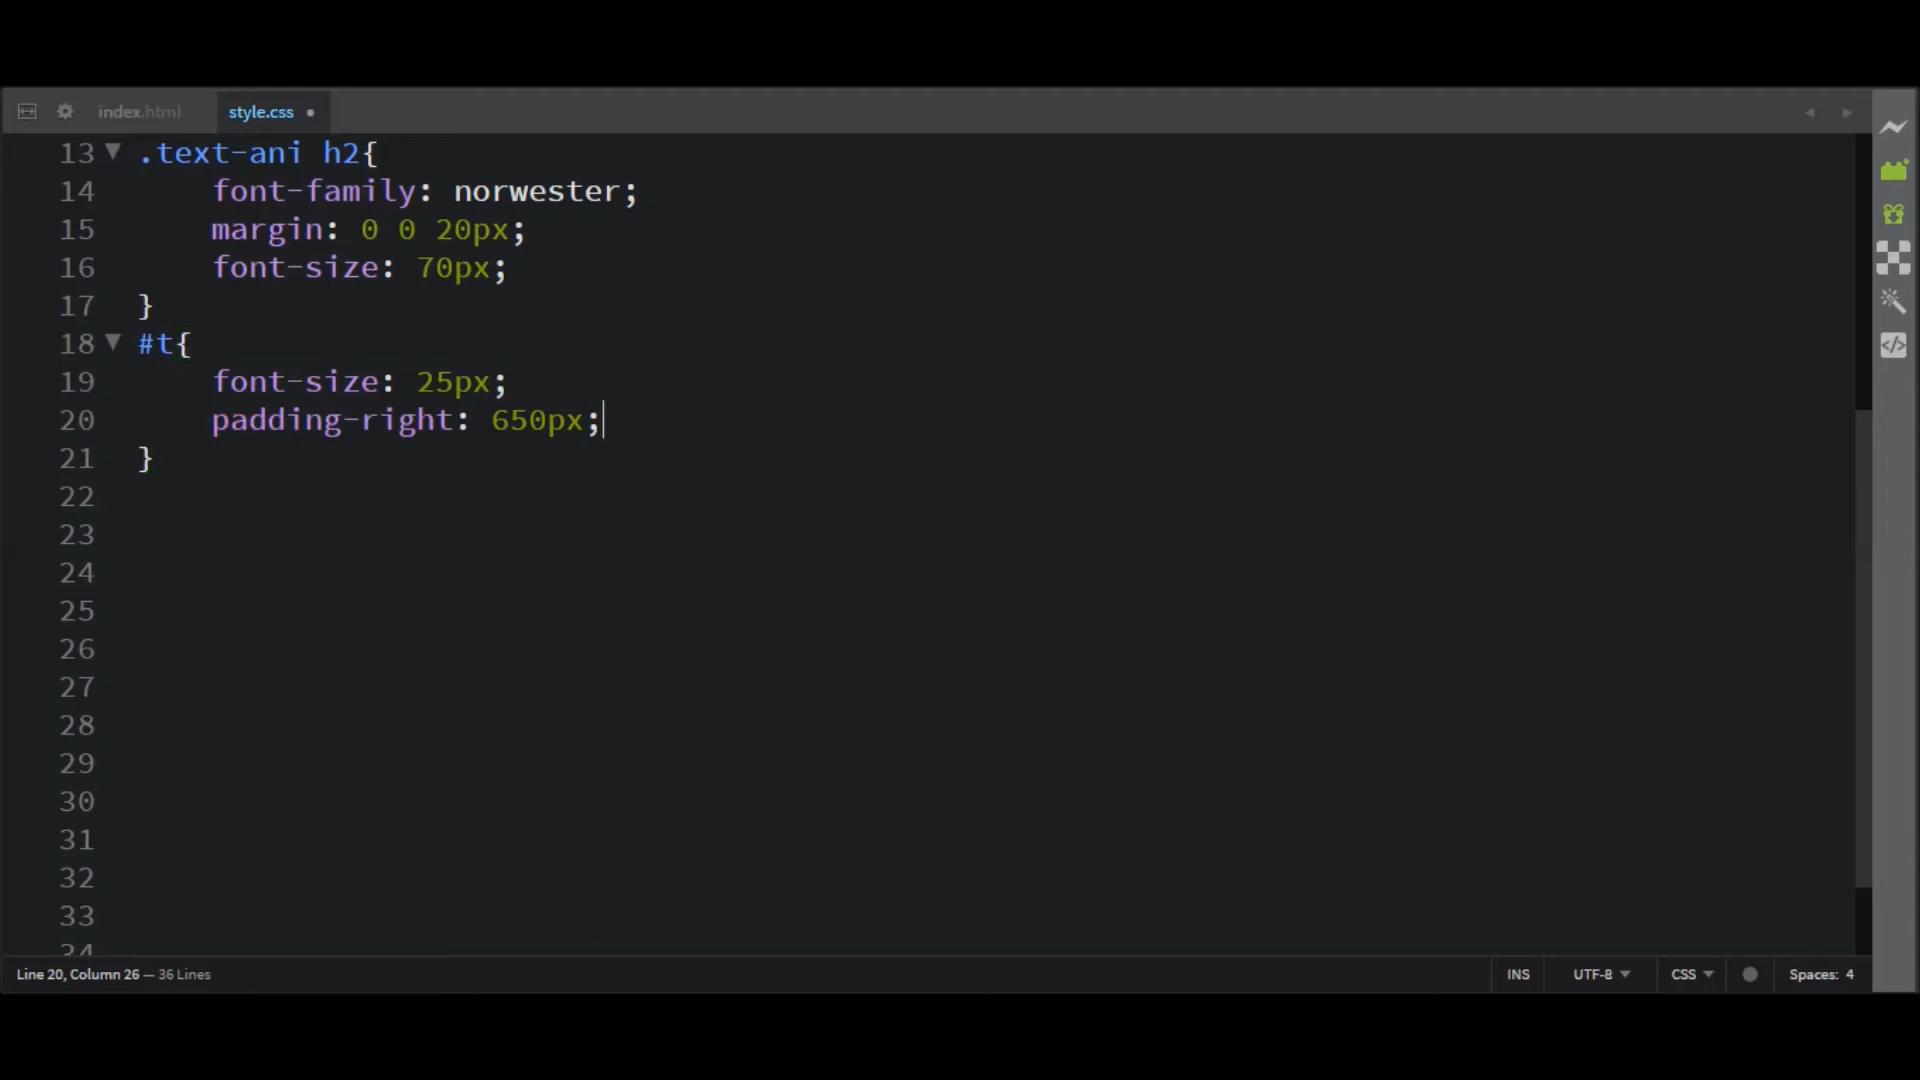 index.html style.css
13 .text-ani h2{
14 font-family: norwester;
15 margin: 0 0 20px;
16 font-size: 70px;
17 }
18 #t{
19 font-size: 25px;
20 padding-right: 650px;
21 }
22
23
24
25
26
27
28
29
30
31
32
33
34
Line 20, Column 26 — 36 Lines INS UTF-8 CSS Spaces: 4